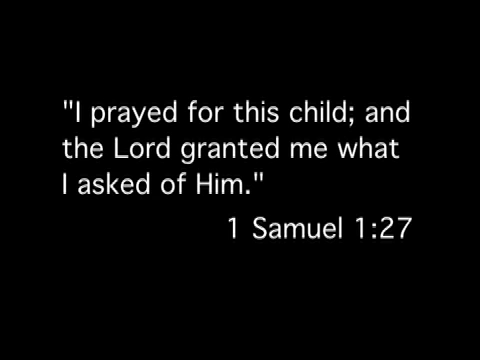 "I prayed for this child; and
the Lord granted me what
I asked of Him."
1 Samuel 1:27